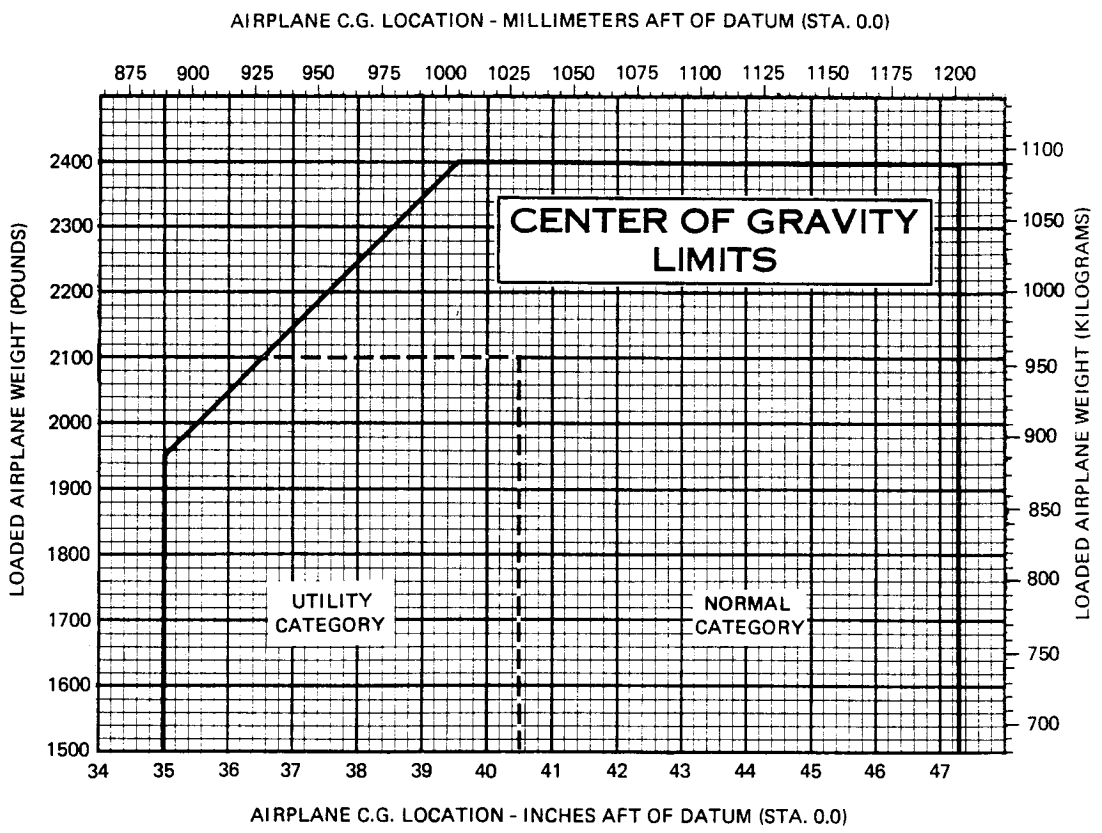 AIRPLANE C.G. LOCATION - MILLIMETERS AFT OF DATUM (STA. 0.0)
875 900 925 950 975 1000 1025 1050 1075 1100 1125 1150 1175 1200
LOADED AIRPLANE WEIGHT (POUNDS)
2400
2300
2200
2100
2000
1900
1800
1700
1600
1500
CENTER OF GRAVITY
LIMITS
UTILITY
CATEGORY
NORMAL
CATEGORY
1100
1050
1000
950
900
850
800
750
700
LOADED AIRPLANE WEIGHT (KILOGRAMS)
34 35 36 37 38 39 40 41 42 43 44 45 46 47
AIRPLANE C.G. LOCATION - INCHES AFT OF DATUM (STA. 0.0)